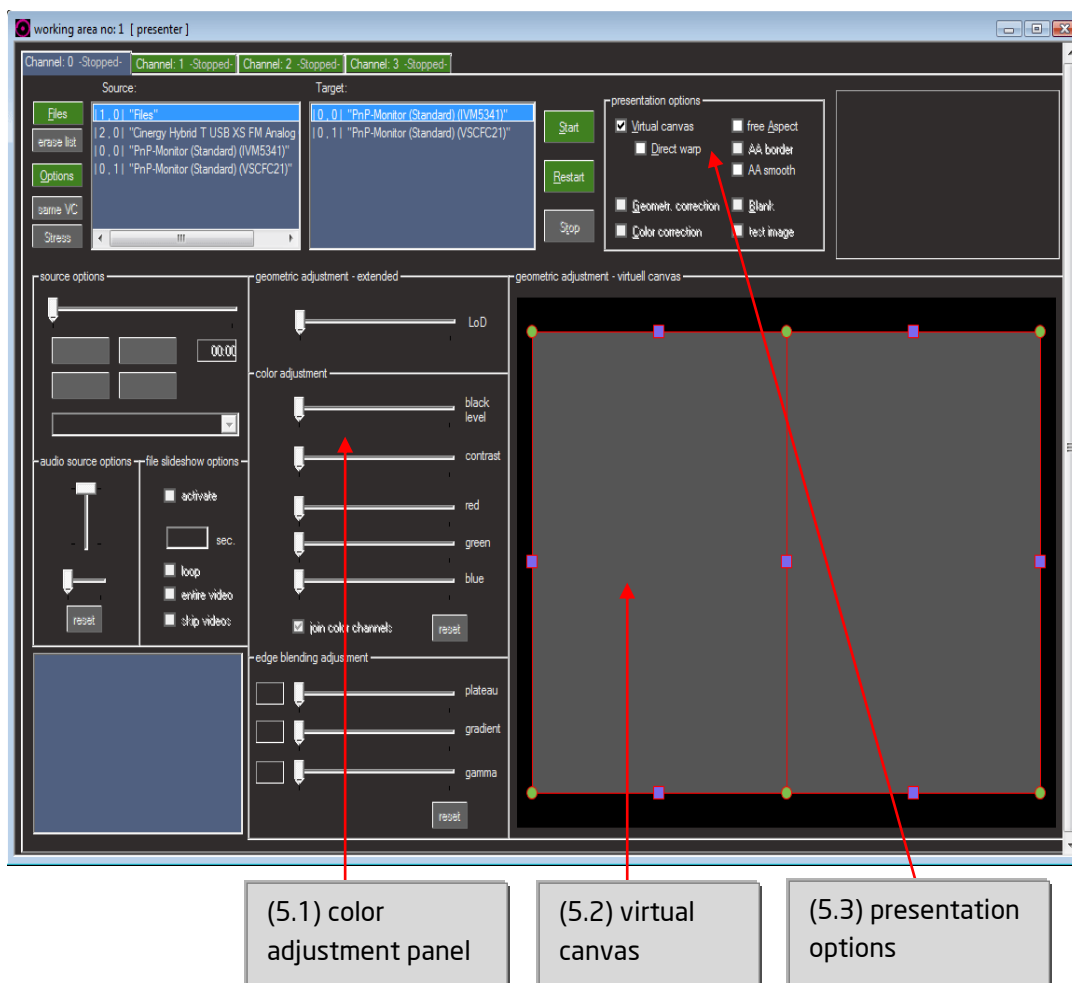 working area no: 1 [ presenter ]
Channel: 0 -Stopped-
Channel: 1 -Stopped-
Channel: 2 -Stopped-
Channel: 3 -Stopped-
Source:
Target:
Files
erase list
Options
same VC
Stress
|1 , 0| "Files"
|2 , 0| "Cinergy Hybrid T USB XS FM Analog
|0 , 0| "PnP-Monitor (Standard) (IVM5341)"
|0 , 1| "PnP-Monitor (Standard) (VSCFC21)"
|0 , 0| "PnP-Monitor (Standard) (IVM5341)"
|0 , 1| "PnP-Monitor (Standard) (VSCFC21)"
Start
Restart
Stop
presentation options
Virtual canvas
free Aspect
Direct warp
AA border
AA smooth
Geometr. correction
Blank
Color correction
test image
source options
00:00
audio source options
reset
file slideshow options
activate
sec.
loop
entire video
skip videos
geometric adjustment - extended
LoD
color adjustment
black
level
contrast
red
green
blue
join color channels
reset
edge blending adjustment
plateau
gradient
gamma
reset
geometric adjustment - virtuell canvas
(5.1) color
adjustment panel
(5.2) virtual
canvas
(5.3) presentation
options